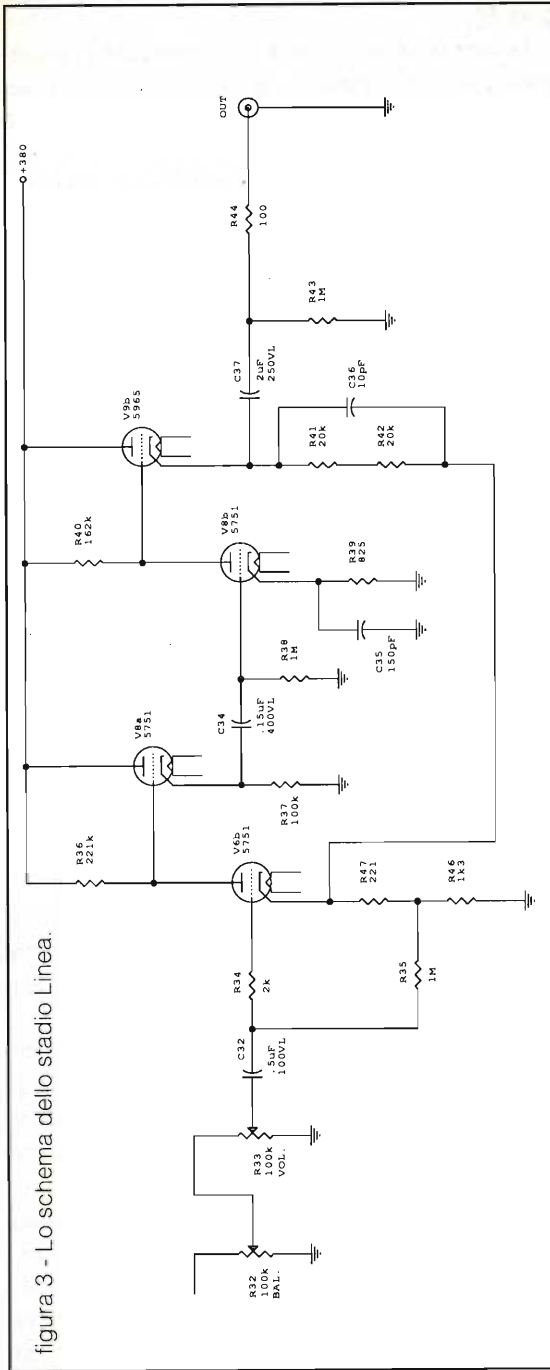 figura 3 - Lo schema dello stadio Linea.
+380
OUT
R44
100
R43
1M
C37
2uF
250VL
C36
10pF
R41
20k
R42
20k
V9b
5965
R40
162k
V8b
5751
R39
825
C35
150pF
R38
1M
C34
.15uF
400VL
V8a
5751
R37
100k
R36
221k
V6b
5751
R47
221
R46
1k3
R35
1M
R34
2k
C32
.5uF
100VL
R33
100k
VOL.
R32
100k
BAL.